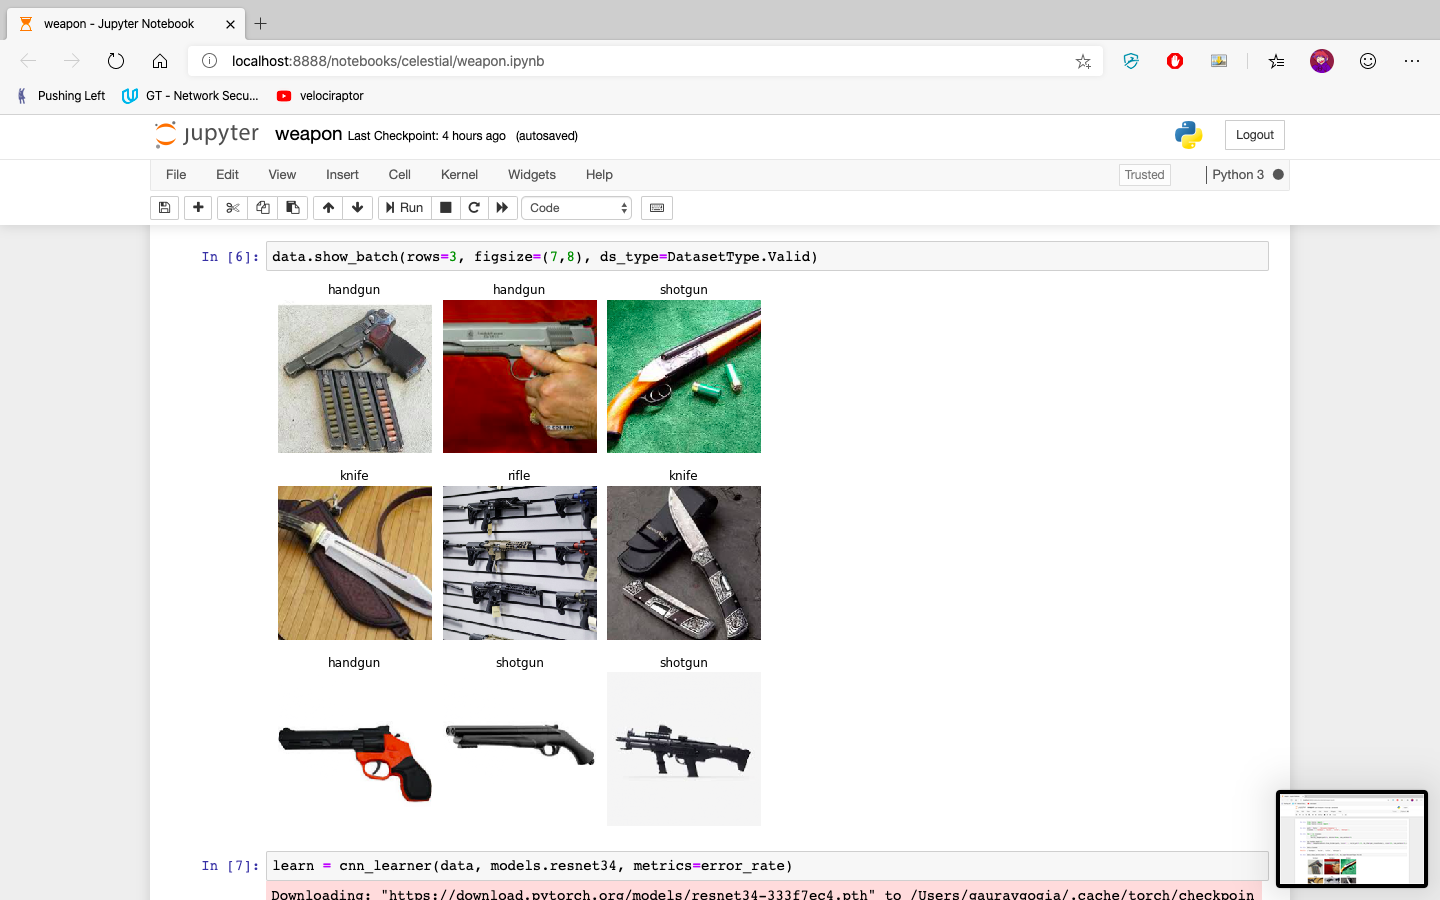 weapon - Jupyter Notebook
localhost:8888/notebooks/celestial/weapon.ipynb
Pushing Left
GT - Network Secu...
velociraptor
jupyter weapon Last Checkpoint: 4 hours ago (autosaved)
Logout
File Edit View Insert Cell Kernel Widgets Help
Trusted
Python 3
Run
Code
In [6]: data.show_batch(rows=3, figsize=(7,8), ds_type=DatasetType.Valid)
handgun handgun shotgun
knife rifle knife
handgun shotgun shotgun
In [7]: learn = cnn_learner(data, models.resnet34, metrics=error_rate)
Downloading: "https://download.pytorch.org/models/resnet34-333f7ec4.pth" to /Users/gauravgogia/.cache/torch/checkpoin